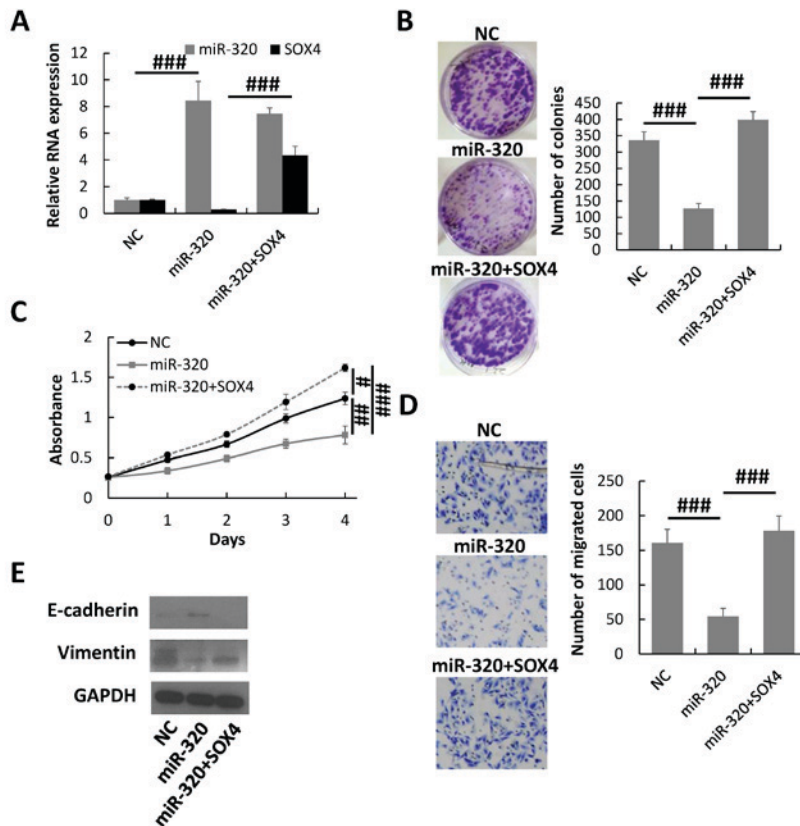 A
miR-320 SOX4
Relative RNA expression
12
10
8
6
4
2
0
###
###
NC
miR-320
miR-320+SOX4
B
NC
miR-320
miR-320+SOX4
Number of colonies
450
400
350
300
250
200
150
100
50
0
###
###
NC
miR-320
miR-320+SOX4
C
NC
miR-320
miR-320+SOX4
Absorbance
2
1.5
1
0.5
0
0 1 2 3 4
Days
#
##
###
D
NC
miR-320
miR-320+SOX4
Number of migrated cells
250
200
150
100
50
0
###
###
NC
miR-320
miR-320+SOX4
E
E-cadherin
Vimentin
GAPDH
NC
miR-320
miR-320+SOX4